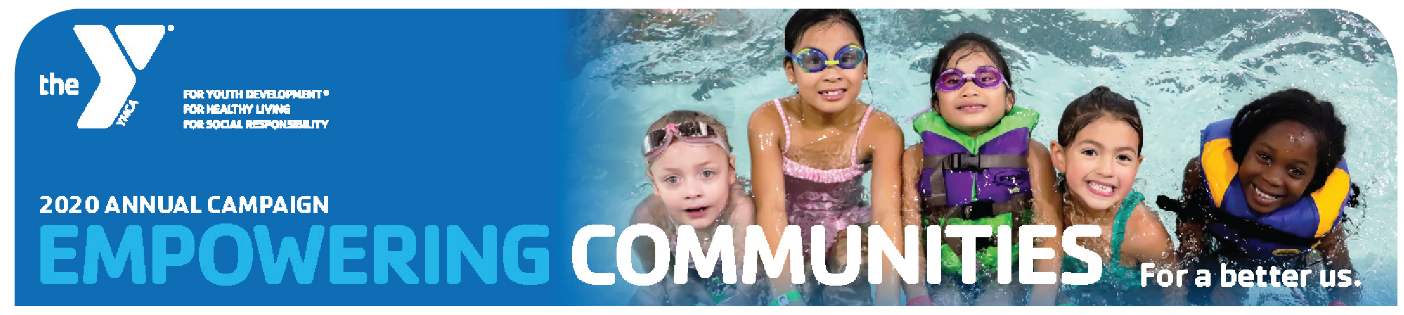 the
YMCA
FOR YOUTH DEVELOPMENT®
FOR HEALTHY LIVING
FOR SOCIAL RESPONSIBILITY
2020 ANNUAL CAMPAIGN
EMPOWERING COMMUNITIES
For a better us.